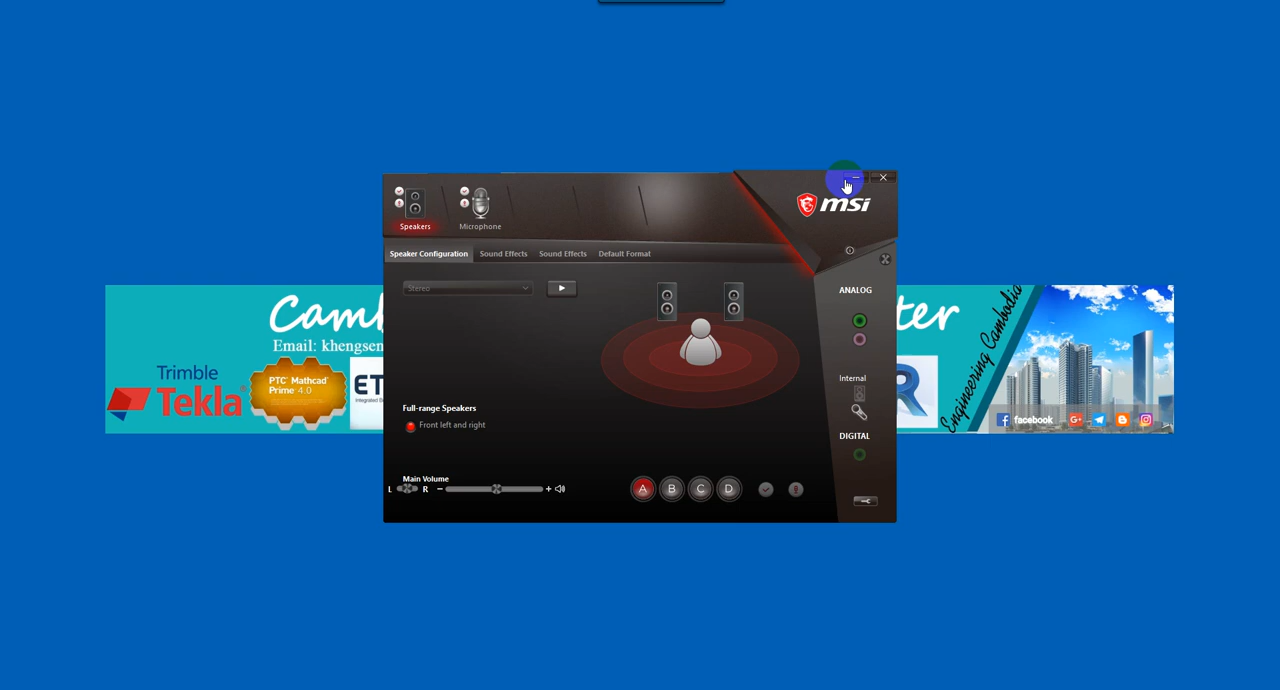 msi
Speakers
Microphone
Speaker Configuration
Sound Effects
Sound Effects
Default Format
Stereo
ANALOG
Internal
DIGITAL
Full-range Speakers
Front left and right
Main Volume
L R − +
A B C D
Camb
ter
Email: khengsen
Trimble
Tekla
PTC® Mathcad®
Prime® 4.0
ET
R
Engineering Cambodia
f facebook
G+